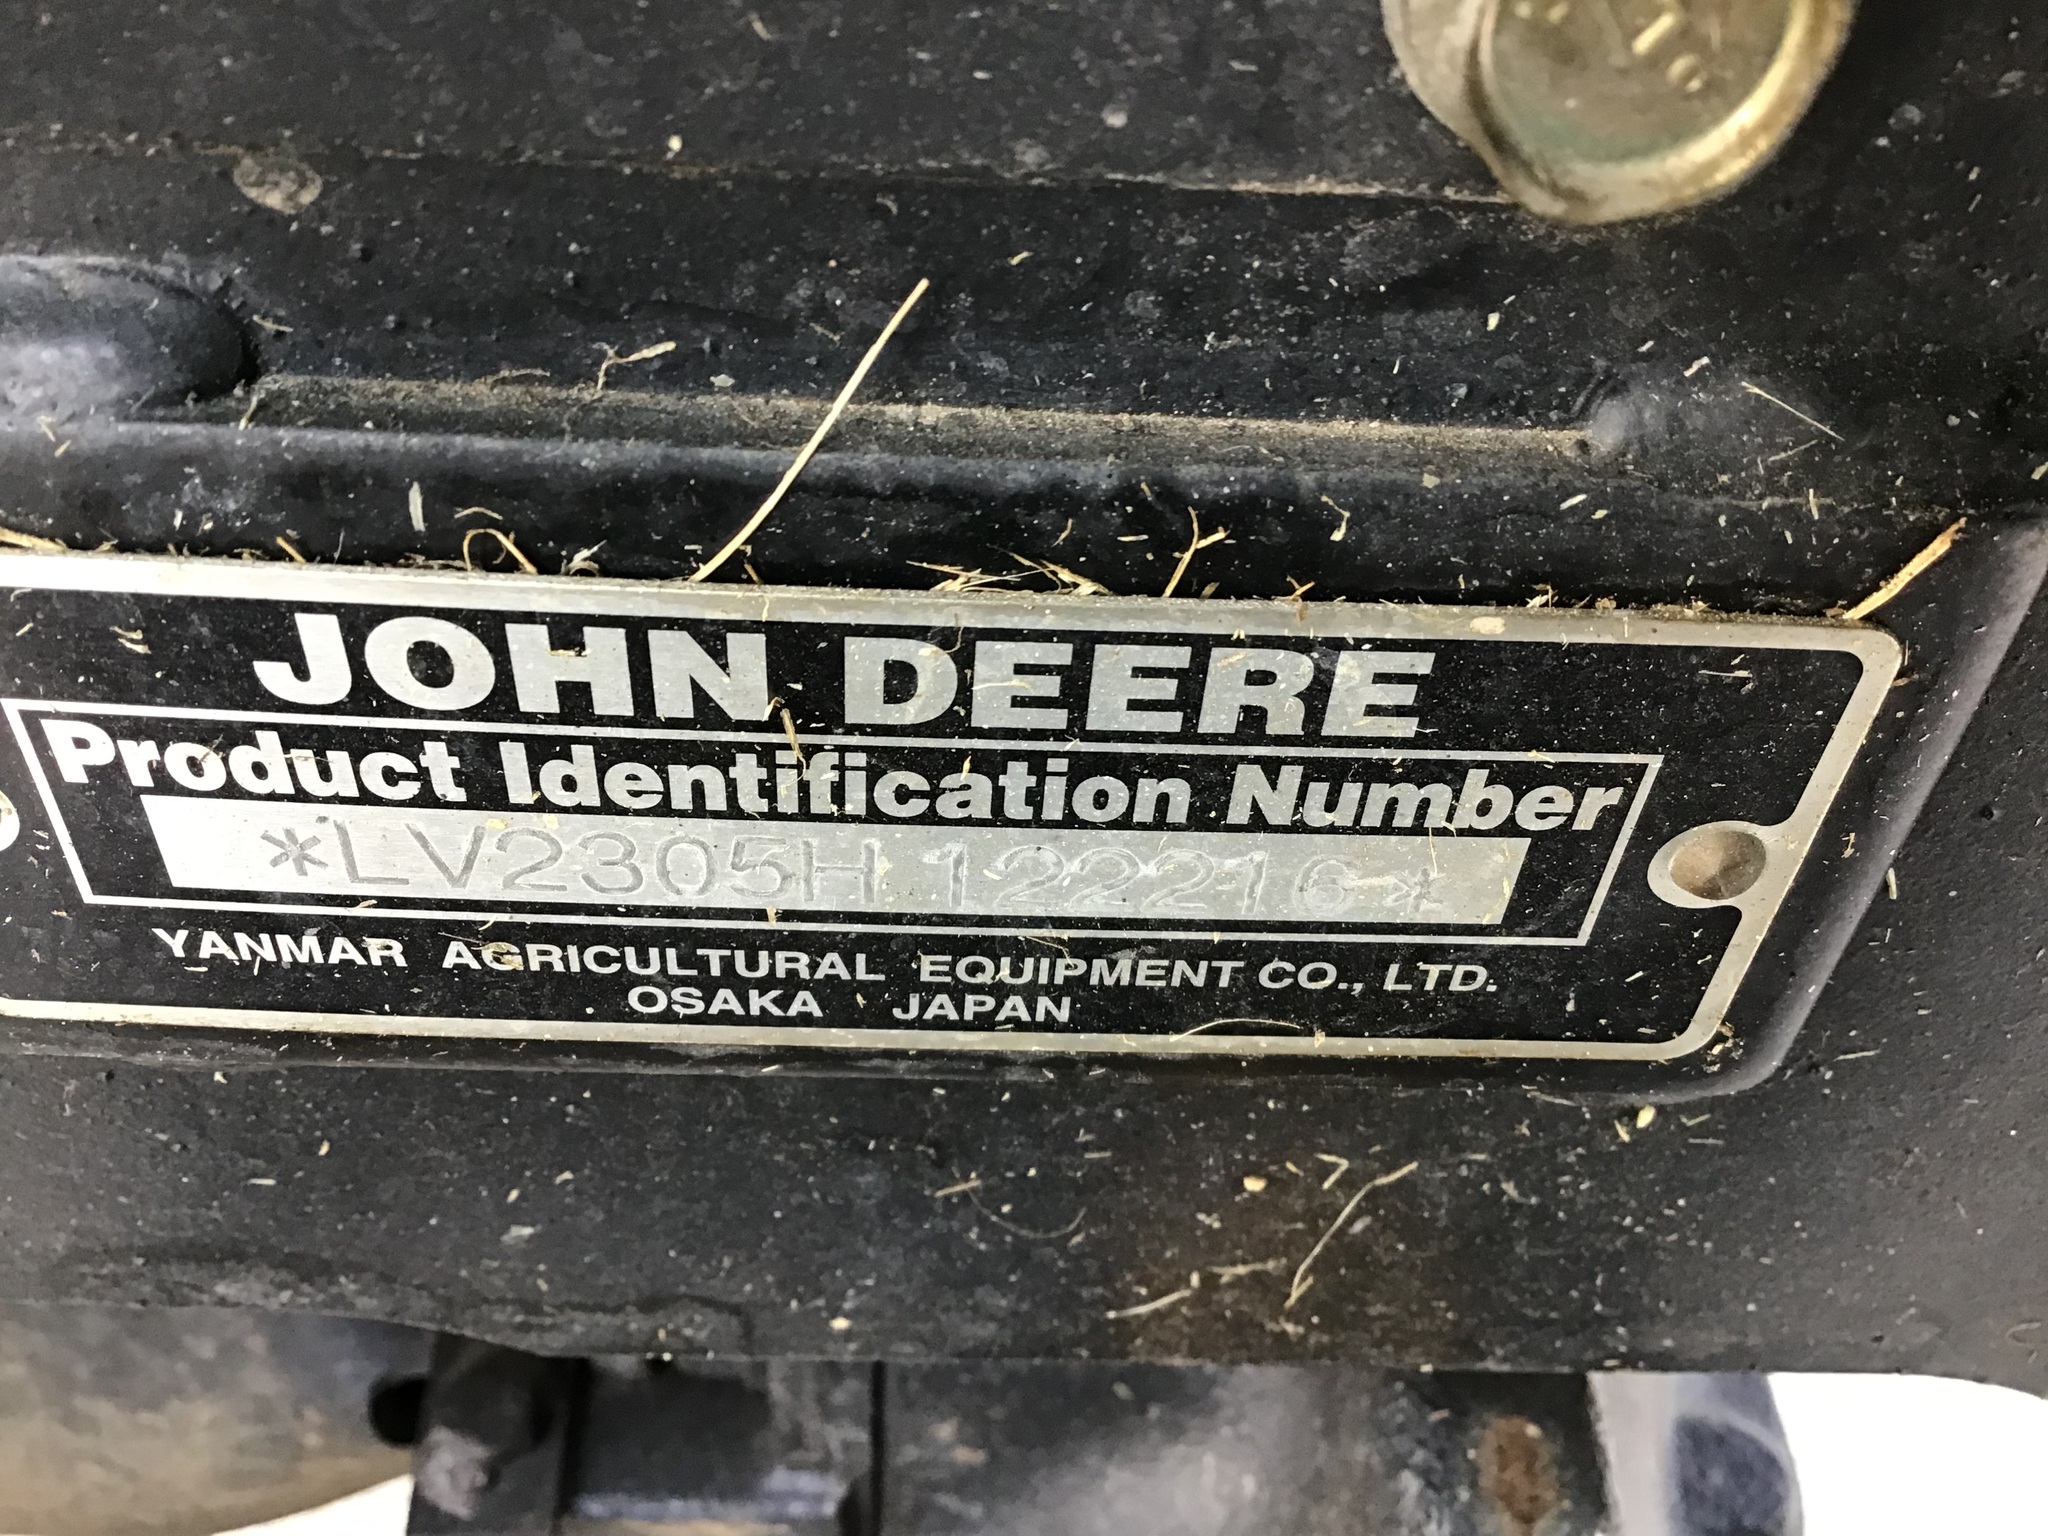 JOHN DEERE
Product Identification Number
*LV2305H122216*
YANMAR AGRICULTURAL EQUIPMENT CO., LTD.
OSAKA JAPAN